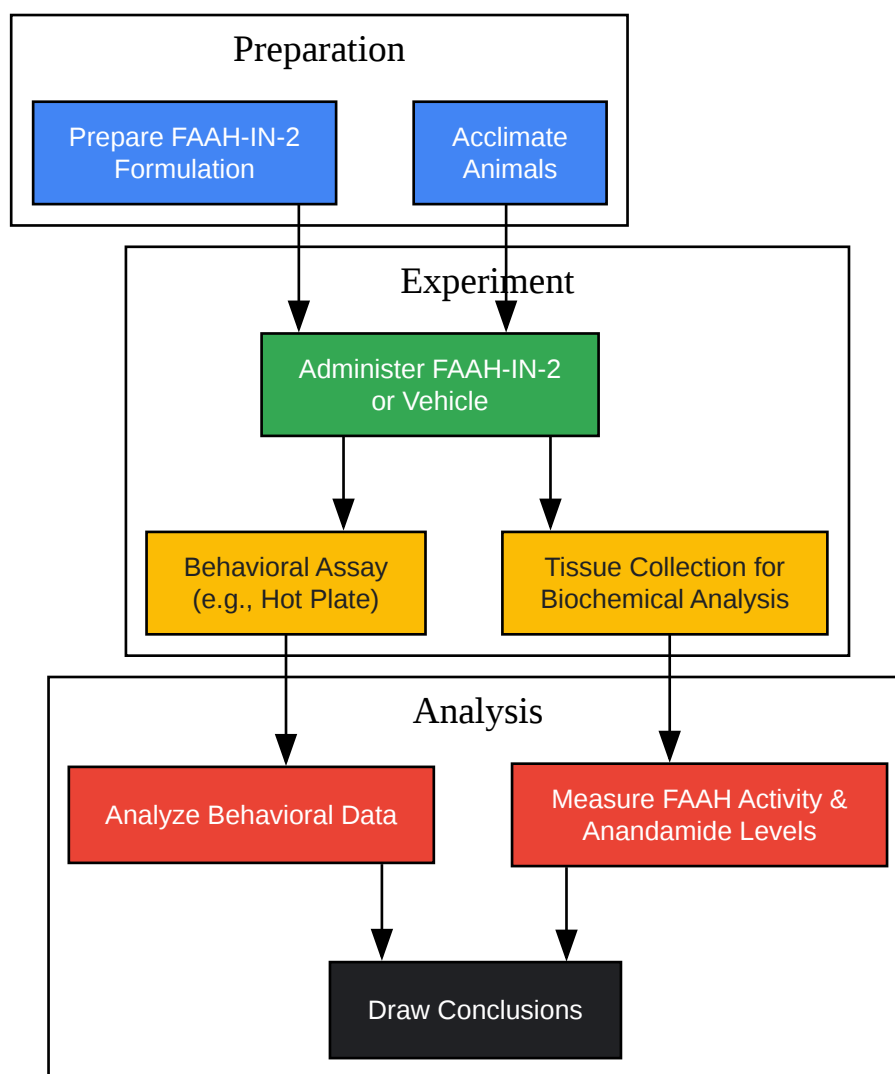 Preparation
Prepare FAAH-IN-2
Formulation
Acclimate
Animals
Experiment
Administer FAAH-IN-2
or Vehicle
Behavioral Assay
(e.g., Hot Plate)
Tissue Collection for
Biochemical Analysis
Analysis
Analyze Behavioral Data
Measure FAAH Activity &
Anandamide Levels
Draw Conclusions